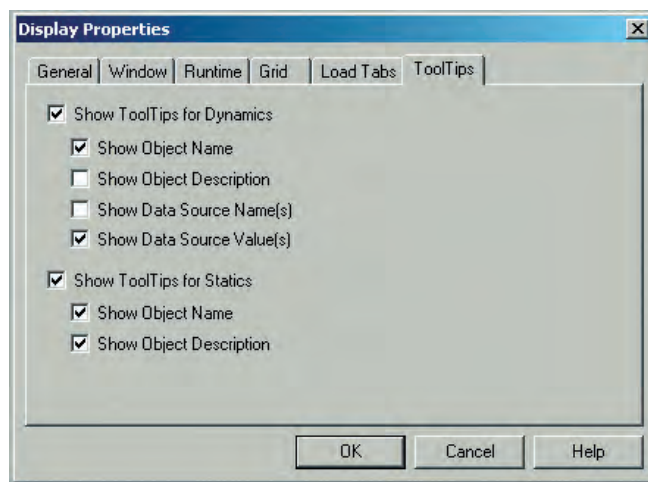 Display Properties
General Window Runtime Grid Load Tabs ToolTips
Show ToolTips for Dynamics
Show Object Name
Show Object Description
Show Data Source Name(s)
Show Data Source Value(s)
Show ToolTips for Statics
Show Object Name
Show Object Description
OK Cancel Help